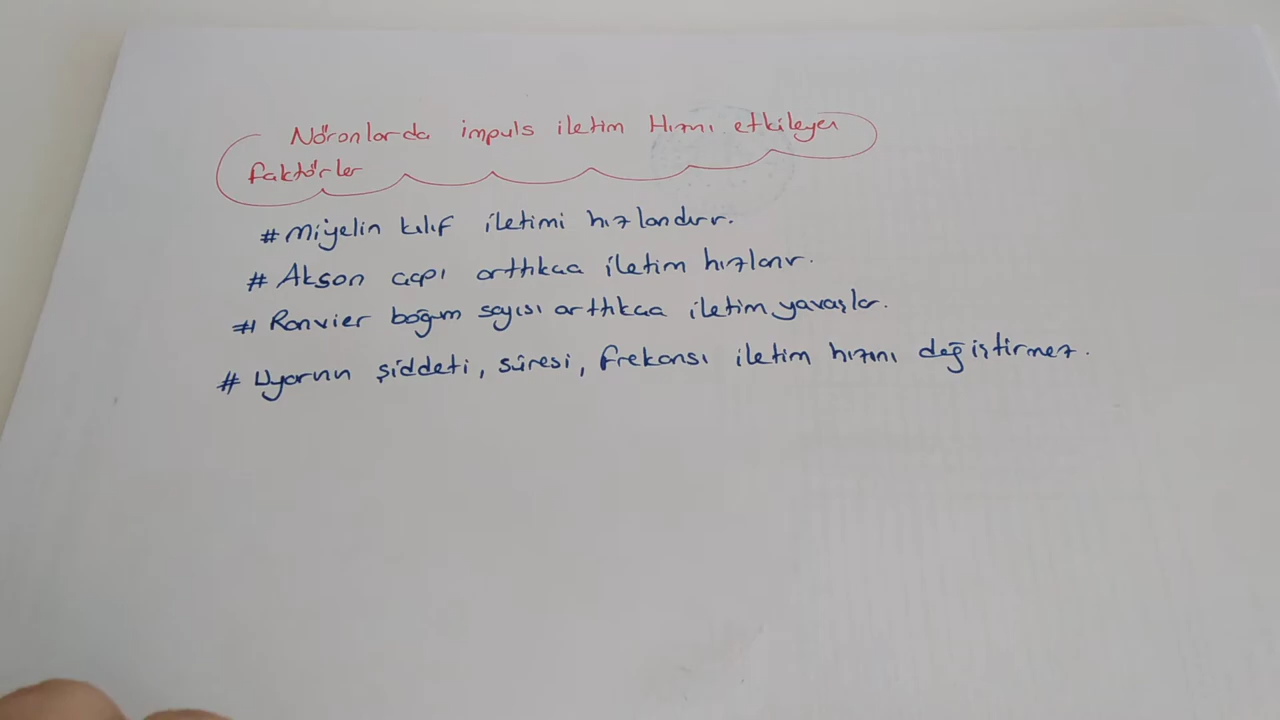 Nöronlarda impuls iletim Hızını etkileyen
faktörler
# Miyelin kılıf iletimi hızlandırır.
# Akson çapı arttıkça iletim hızlanır.
# Ranvier boğum sayısı arttıkça iletim yavaşlar.
# Uyarının şiddeti, süresi, frekansı iletim hızını değiştirmez.